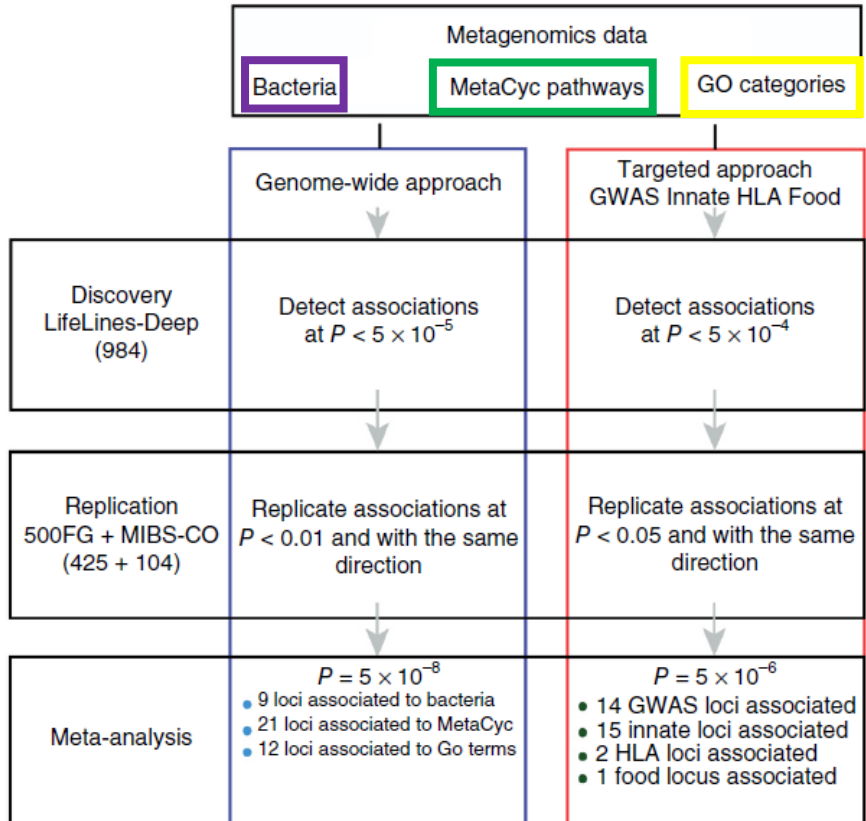 Metagenomics data
Bacteria
MetaCyc pathways
GO categories
Genome-wide approach
Targeted approach
GWAS Innate HLA Food
Discovery
LifeLines-Deep
(984)
Detect associations
at P < 5 × 10⁻⁵
Detect associations
at P < 5 × 10⁻⁴
Replication
500FG + MIBS-CO
(425 + 104)
Replicate associations at
P < 0.01 and with the same
direction
Replicate associations at
P < 0.05 and with the same
direction
Meta-analysis
P = 5 × 10⁻⁸
• 9 loci associated to bacteria
• 21 loci associated to MetaCyc
• 12 loci associated to Go terms
P = 5 × 10⁻⁶
• 14 GWAS loci associated
• 15 innate loci associated
• 2 HLA loci associated
• 1 food locus associated